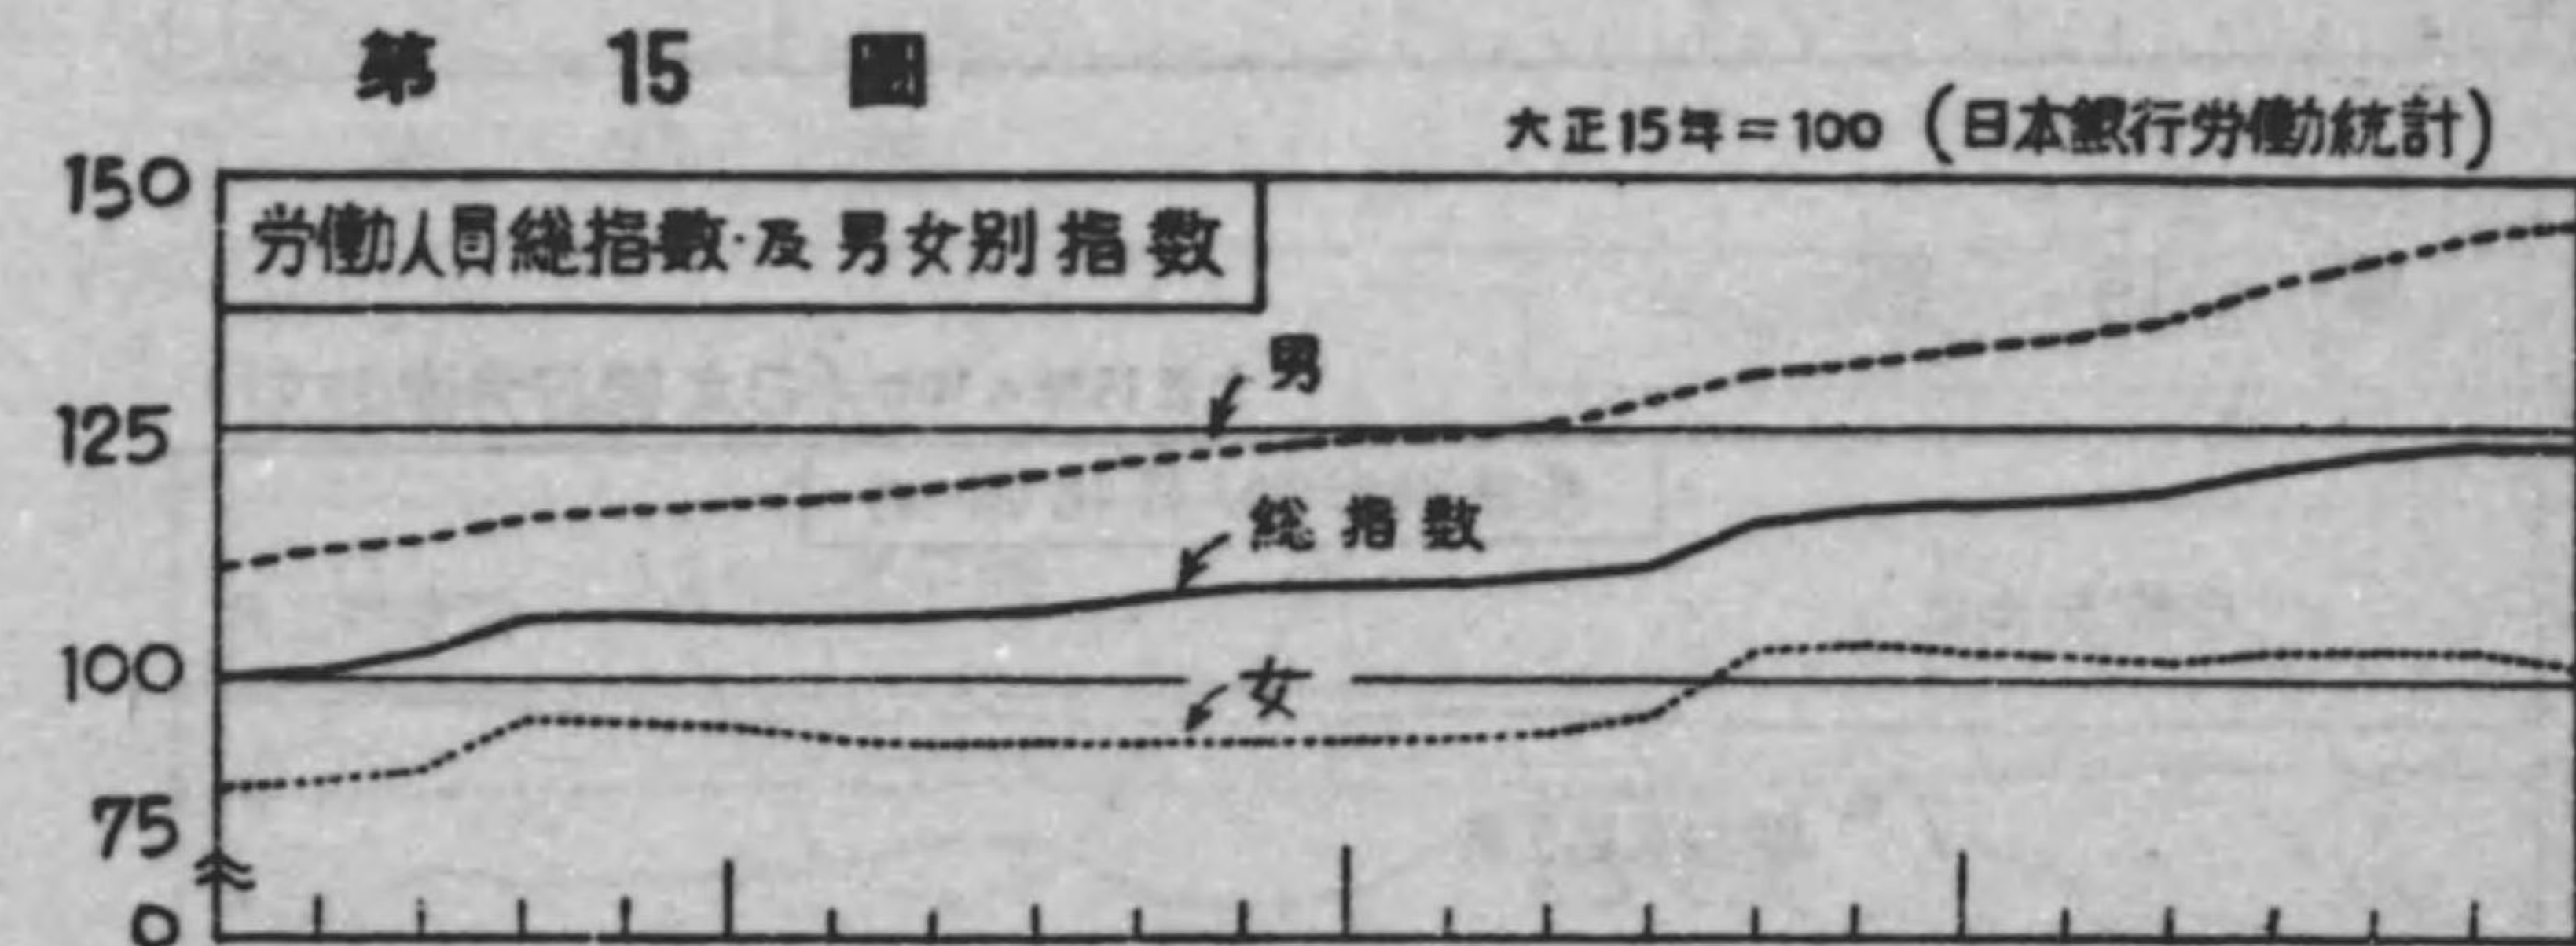 第 15 圖
大正15年=100 (日本銀行労働統計)
150
労働人員総指數·及男女別指数
男
125
総指数
100
女
75
0